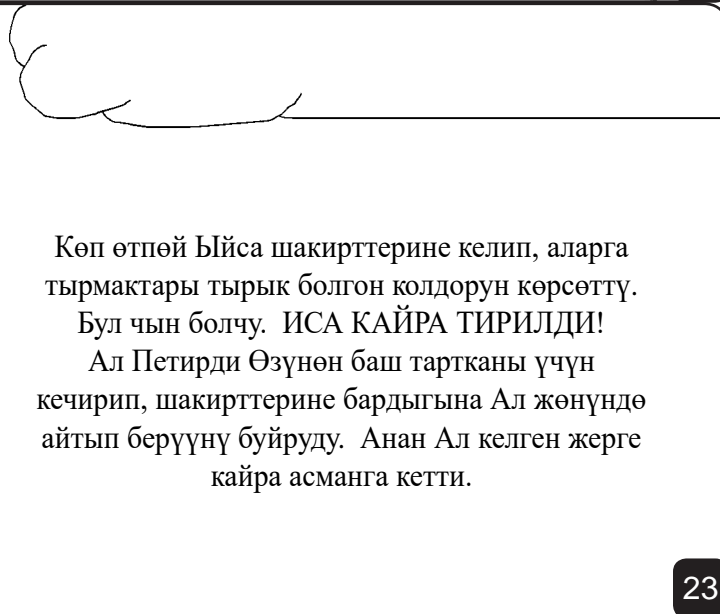 Көп өтпөй Ыйса шакирттерине келип, аларга
тырмактары тырык болгон колдорун көрсөттү.
Бул чын болчу.  ИСА КАЙРА ТИРИЛДИ!
Ал Петирди Өзүнөн баш тартканы үчүн
кечирип, шакирттерине бардыгына Ал жөнүндө
айтып берүүнү буйруду.  Анан Ал келген жерге
кайра асманга кетти.
23